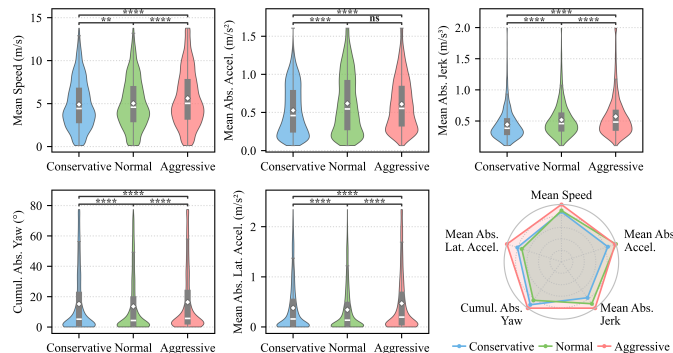 Mean Speed (m/s)
15
10
5
0
****
**
****
Conservative Normal Aggressive
Mean Abs. Accel. (m/s²)
1.5
1.0
0.5
0.0
****
****
ns
Conservative Normal Aggressive
Mean Abs. Jerk (m/s³)
2.0
1.5
1.0
0.5
****
****
****
Conservative Normal Aggressive
Cumul. Abs. Yaw (°)
80
60
40
20
0
****
****
****
Conservative Normal Aggressive
Mean Abs. Lat. Accel. (m/s²)
2
1
0
****
****
****
Conservative Normal Aggressive
Mean Speed
Mean Abs.
Lat. Accel.
Mean Abs.
Accel.
Cumul. Abs.
Yaw
Mean Abs.
Jerk
Conservative Normal Aggressive